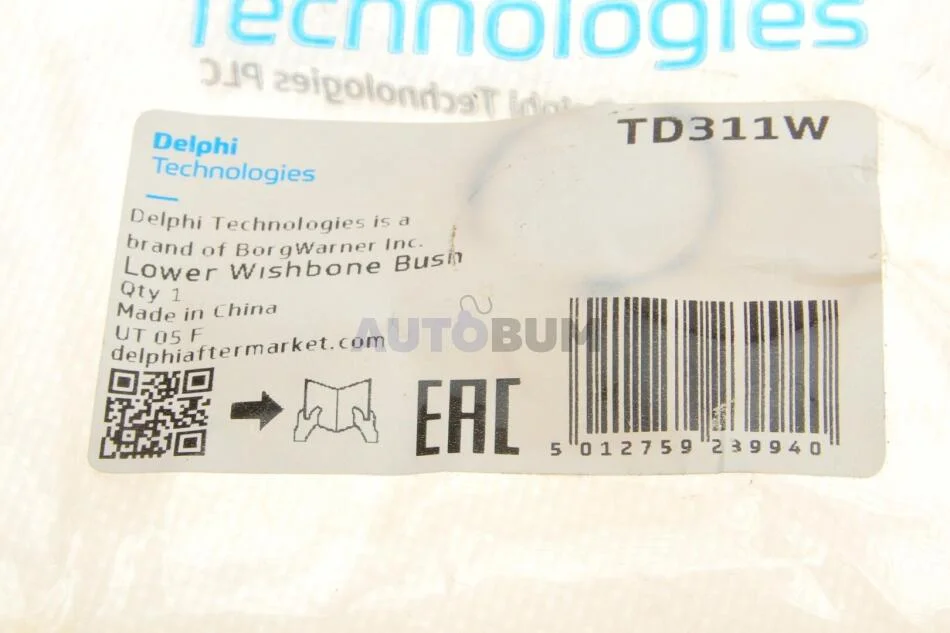 Technologies
Delphi Technologies PLC
TD311W
Delphi
Technologies
Delphi Technologies is a
brand of BorgWarner Inc.
Lower Wishbone Bush
Qty 1
Made in China
UT 05 F
delphiaftermarket.com
AUTOBUM
EAC
5 012759 239940